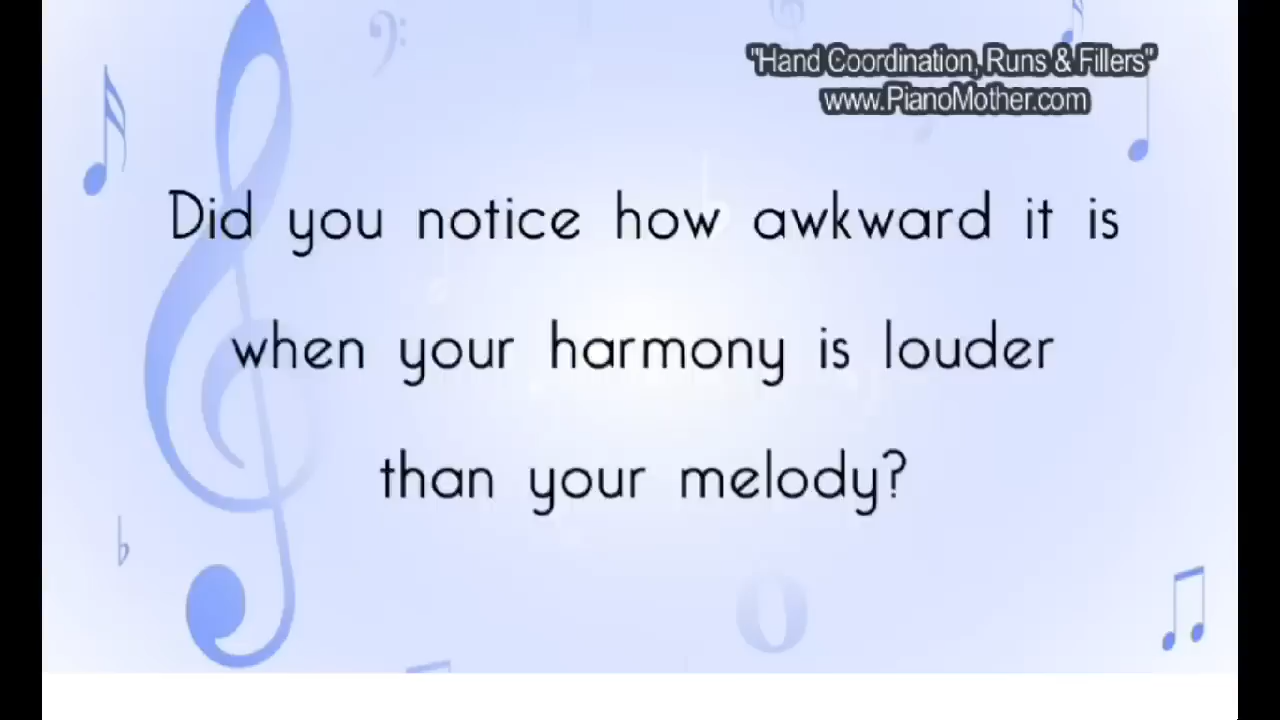 "Hand Coordination, Runs & Fillers"
www.PianoMother.com
Did you notice how awkward it is
when your harmony is louder
than your melody?